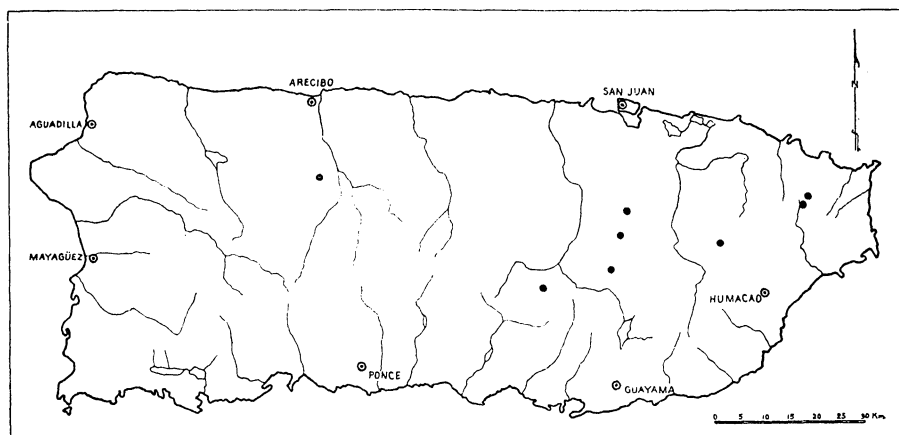 ARECIBO
SAN JUAN
N
AGUADILLA
MAYAGÜEZ
HUMACAO
PONCE
GUAYAMA
0 5 10 15 20 25 30 Km.